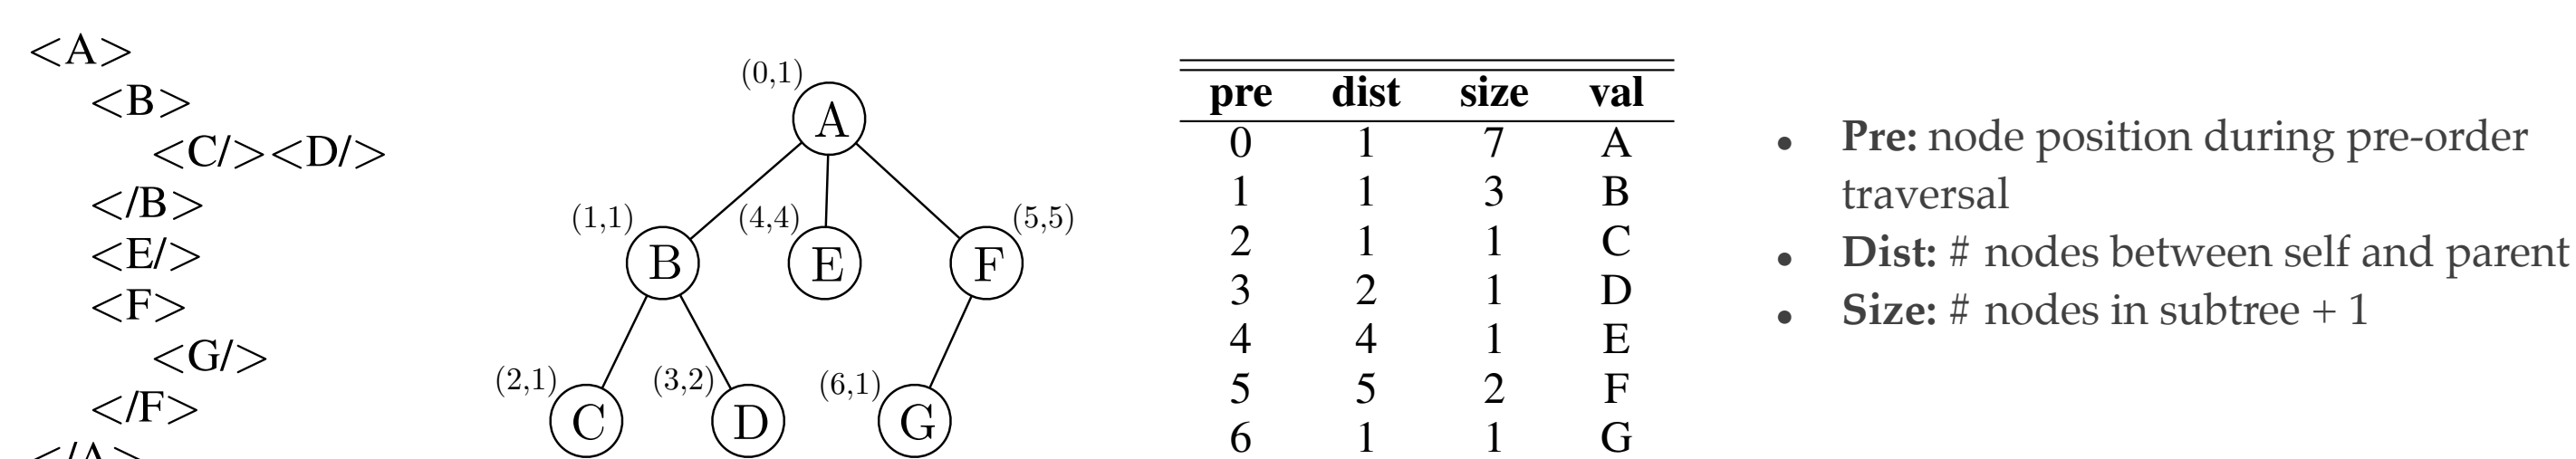 <A>
<B>
<C/><D/>
</B>
<E/>
<F>
<G/>
</F>
</A>
(0,1)
A
(1,1)
B
(4,4)
E
(5,5)
F
(2,1)
C
(3,2)
D
(6,1)
G
pre dist size val
0 1 7 A
1 1 3 B
2 1 1 C
3 2 1 D
4 4 1 E
5 5 2 F
6 1 1 G
• Pre: node position during pre-order
traversal
• Dist: # nodes between self and parent
• Size: # nodes in subtree + 1